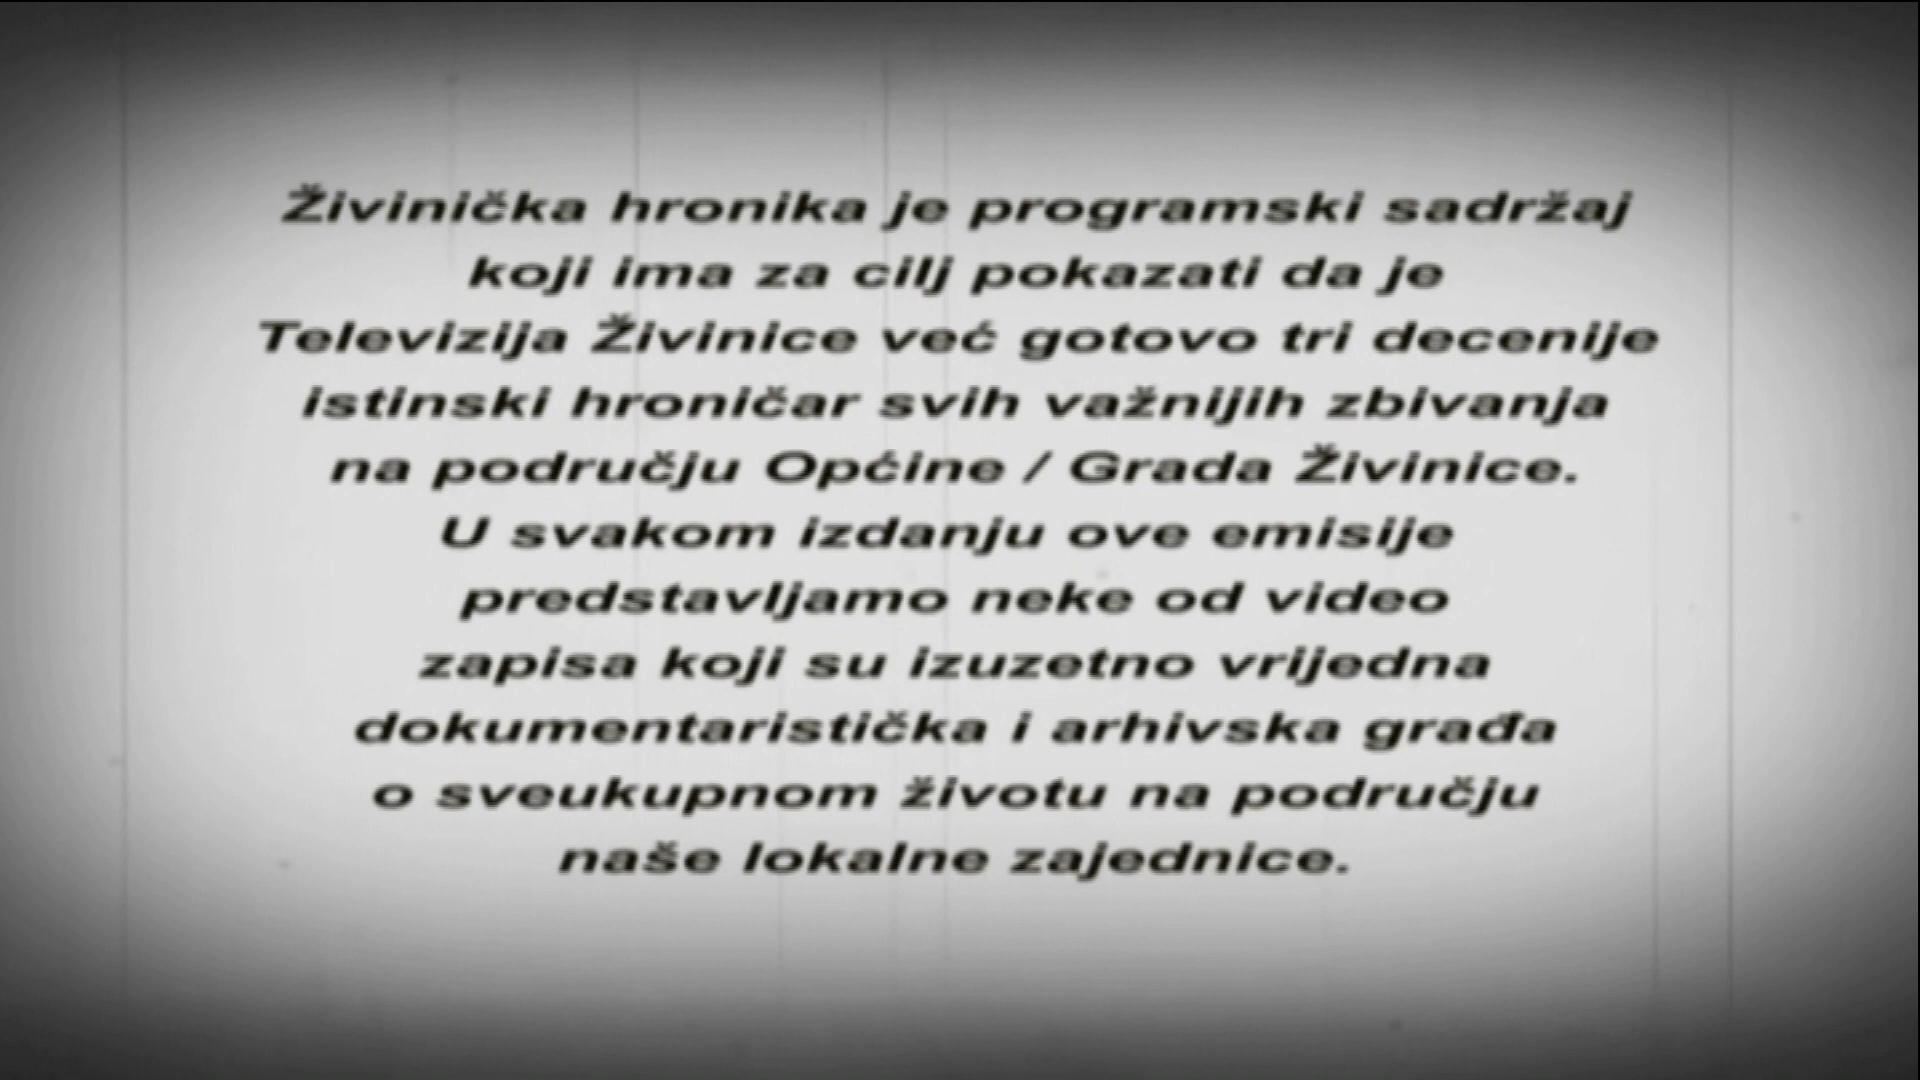 Živinička hronika je programski sadržaj
koji ima za cilj pokazati da je
Televizija Živinice već gotovo tri decenije
istinski hroničar svih važnijih zbivanja
na području Općine / Grada Živinice.
U svakom izdanju ove emisije
predstavljamo neke od video
zapisa koji su izuzetno vrijedna
dokumentaristička i arhivska građa
o sveukupnom životu na području
naše lokalne zajednice.